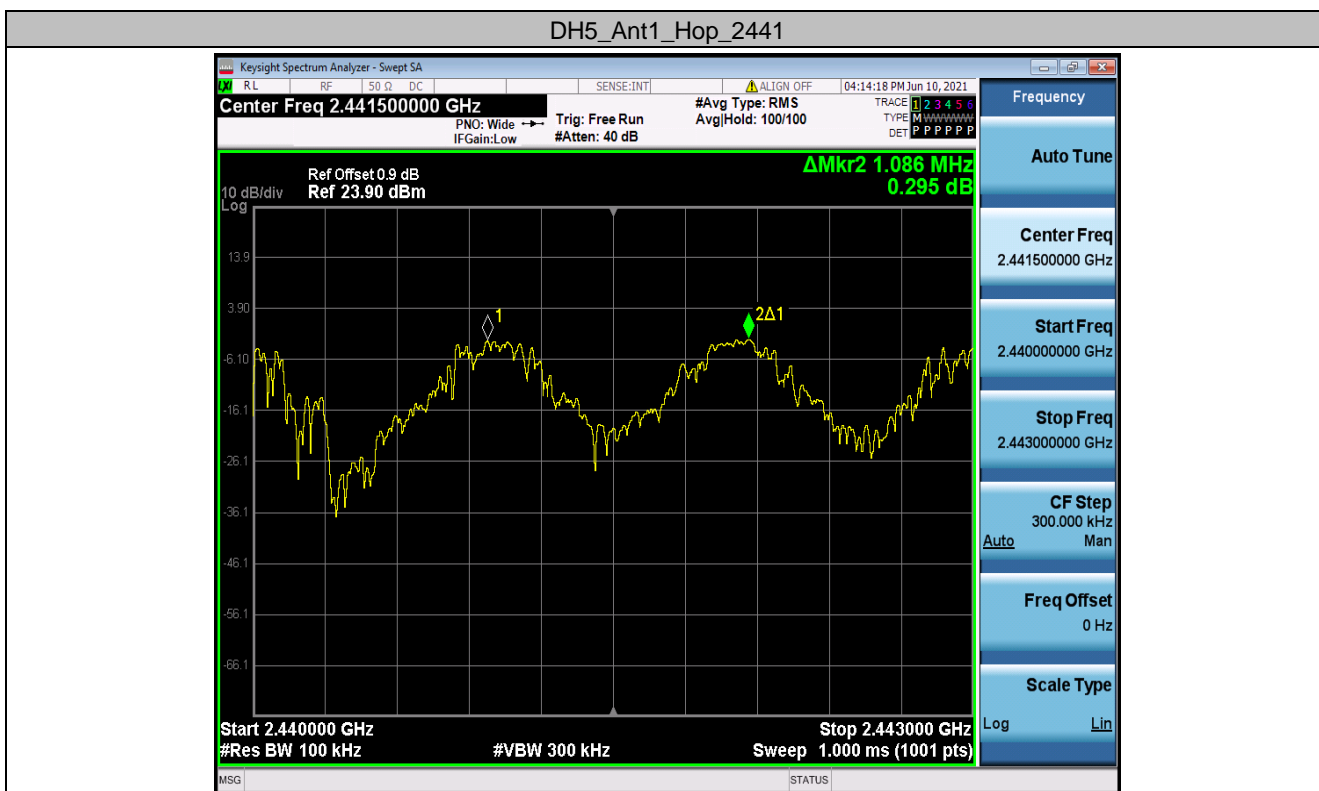 DH5_Ant1_Hop_2441
Keysight Spectrum Analyzer - Swept SA
LXI RL RF 50 Ω DC SENSE:INT ALIGN OFF 04:14:18 PM Jun 10, 2021
Center Freq 2.441500000 GHz
PNO: Wide
IFGain:Low
Trig: Free Run
#Atten: 40 dB
#Avg Type: RMS
Avg|Hold: 100/100
TRACE 1 2 3 4 5 6
TYPE M WWWWW
DET P P P P P P
Ref Offset 0.9 dB
10 dB/div Ref 23.90 dBm
Log
ΔMkr2 1.086 MHz
0.295 dB
13.9
3.90
-6.10
-16.1
-26.1
-36.1
-46.1
-56.1
-66.1
1
2Δ1
Start 2.440000 GHz Stop 2.443000 GHz
#Res BW 100 kHz #VBW 300 kHz Sweep 1.000 ms (1001 pts)
MSG STATUS
Frequency
Auto Tune
Center Freq
2.441500000 GHz
Start Freq
2.440000000 GHz
Stop Freq
2.443000000 GHz
CF Step
300.000 kHz
Auto Man
Freq Offset
0 Hz
Scale Type
Log Lin